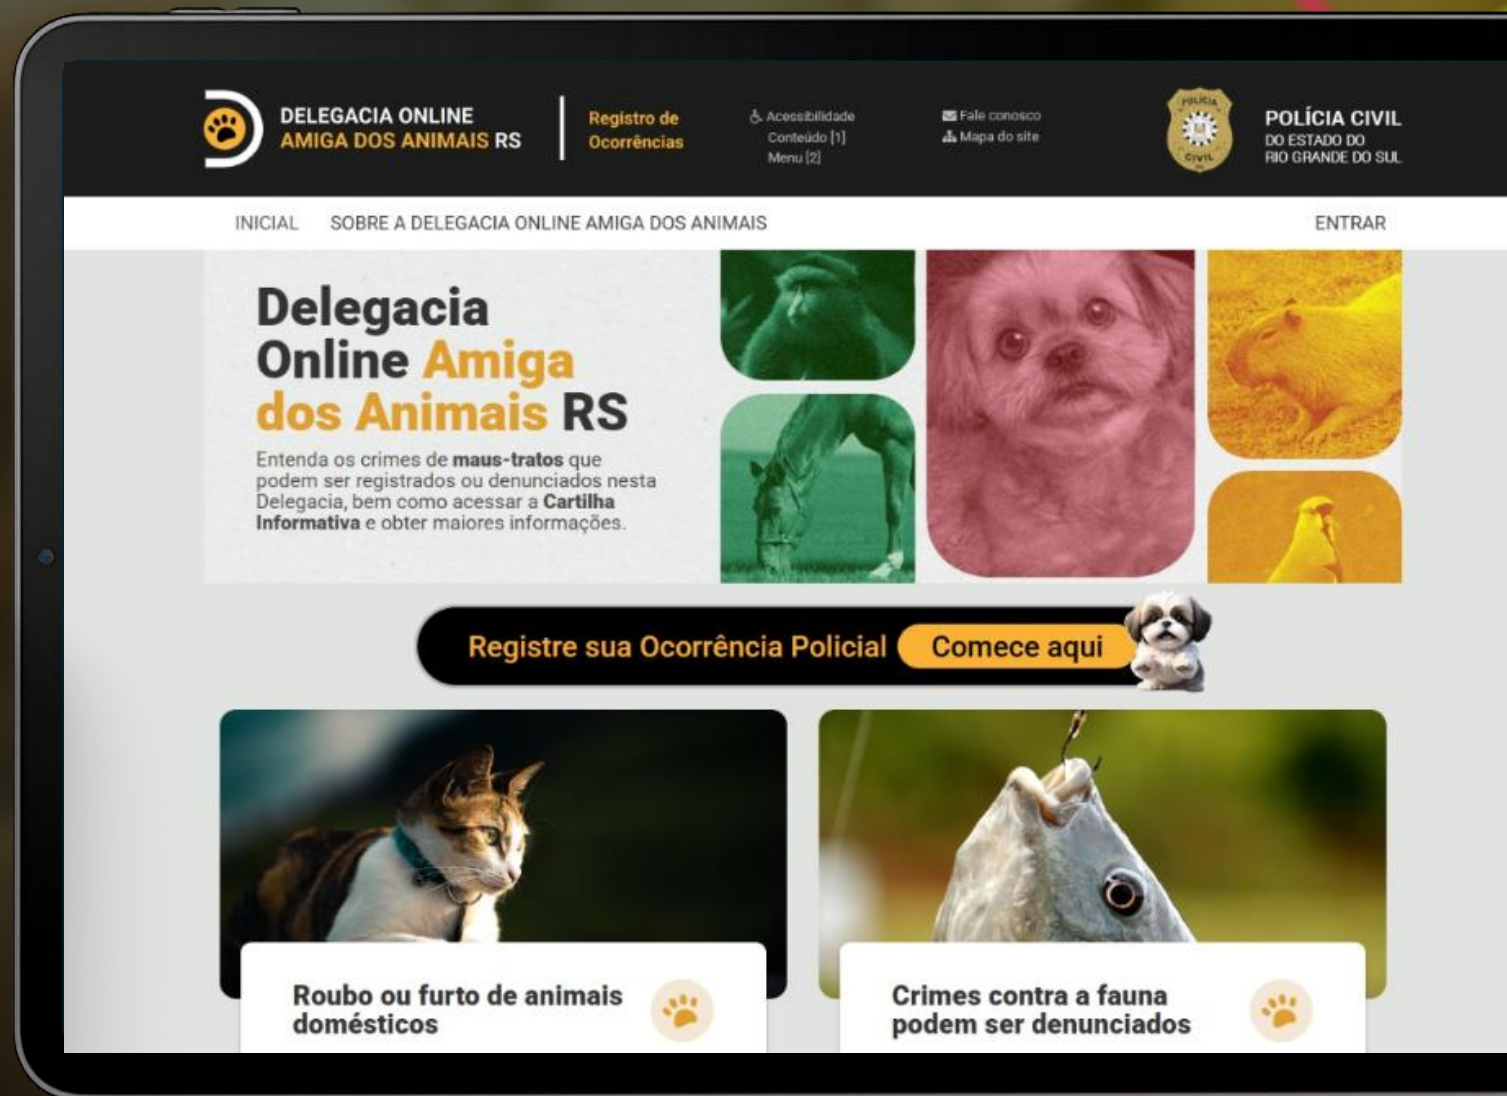 DELEGACIA ONLINE
AMIGA DOS ANIMAIS RS
Registro de
Ocorrências
Acessibilidade
Conteúdo [1]
Menu [2]
Fale conosco
Mapa do site
POLÍCIA
CIVIL
POLÍCIA CIVIL
DO ESTADO DO
RIO GRANDE DO SUL
INICIAL
SOBRE A DELEGACIA ONLINE AMIGA DOS ANIMAIS
ENTRAR
Delegacia
Online Amiga
dos Animais RS
Entenda os crimes de maus-tratos que
podem ser registrados ou denunciados nesta
Delegacia, bem como acessar a Cartilha
Informativa e obter maiores informações.
Registre sua Ocorrência Policial
Comece aqui
Roubo ou furto de animais
domésticos
Crimes contra a fauna
podem ser denunciados